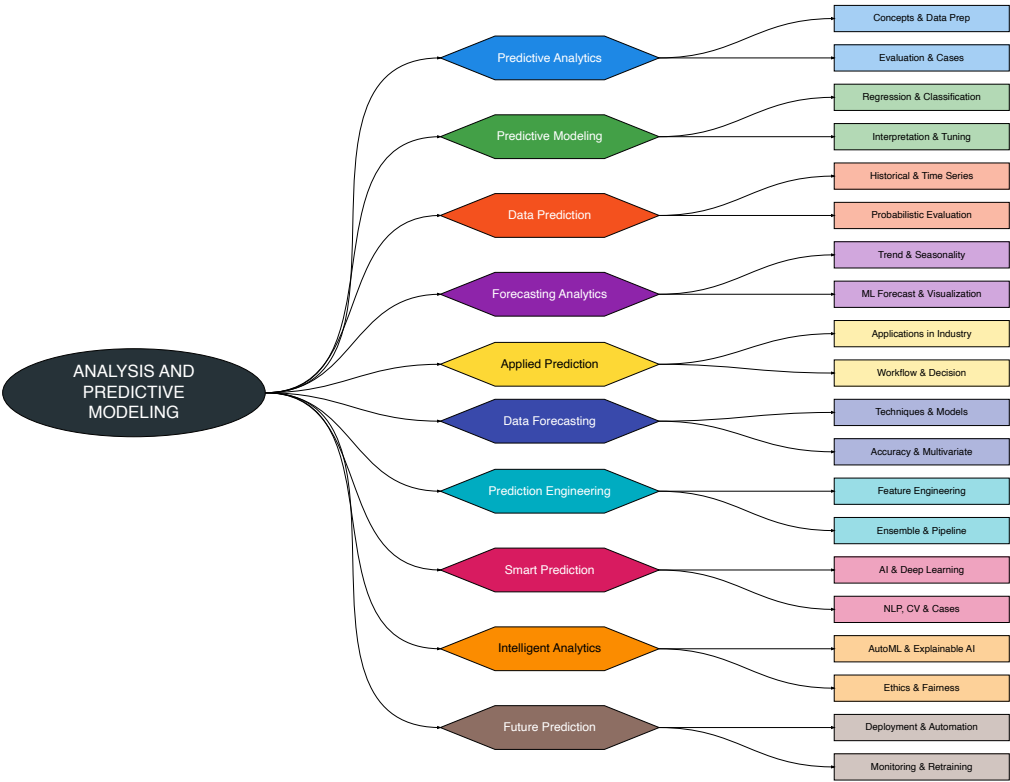 ANALYSIS AND
PREDICTIVE
MODELING
Predictive Analytics
Concepts & Data Prep
Evaluation & Cases
Predictive Modeling
Regression & Classification
Interpretation & Tuning
Data Prediction
Historical & Time Series
Probabilistic Evaluation
Forecasting Analytics
Trend & Seasonality
ML Forecast & Visualization
Applied Prediction
Applications in Industry
Workflow & Decision
Data Forecasting
Techniques & Models
Accuracy & Multivariate
Prediction Engineering
Feature Engineering
Ensemble & Pipeline
Smart Prediction
AI & Deep Learning
NLP, CV & Cases
Intelligent Analytics
AutoML & Explainable AI
Ethics & Fairness
Future Prediction
Deployment & Automation
Monitoring & Retraining